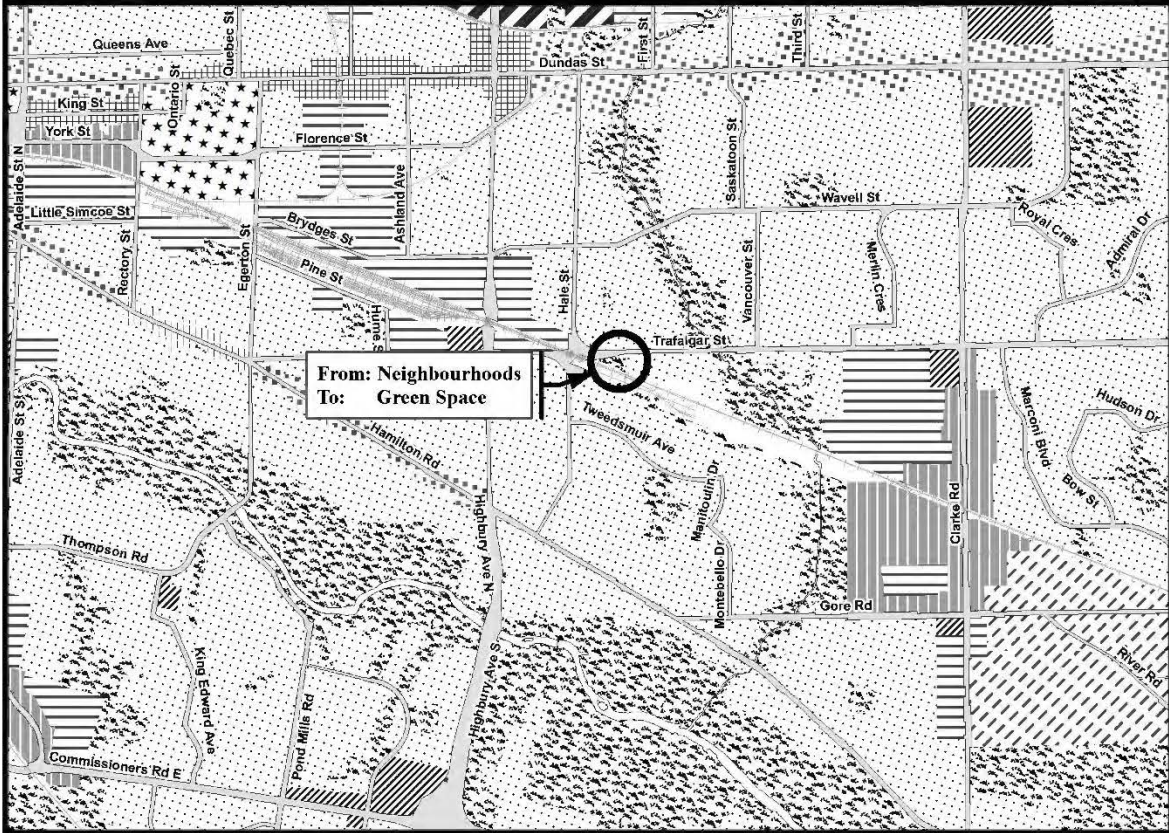 Queens Ave
Quebec St
Dundas St
First St
Third St
Ontario St
King St
York St
Florence St
Adelaide St N
Little Simcoe St
Rectory St
Egerton St
Brydges St
Ashland Ave
Pine St
Hale St
Saskatoon St
Wavell St
Royal Cres
Admiral Dr
Vancouver St
Merlin Cres
Trafalgar St
From: Neighbourhoods
To: Green Space
Adelaide St S
Hamilton Rd
Tweedsmuir Ave
Manitoulin Dr
Montebello Dr
Marconi Blvd
Hudson Dr
Bow St
Clarke Rd
Highbury Ave N
Thompson Rd
Gore Rd
River Rd
King Edward Ave
Pond Mills Rd
Highbury Ave S
Commissioners Rd E